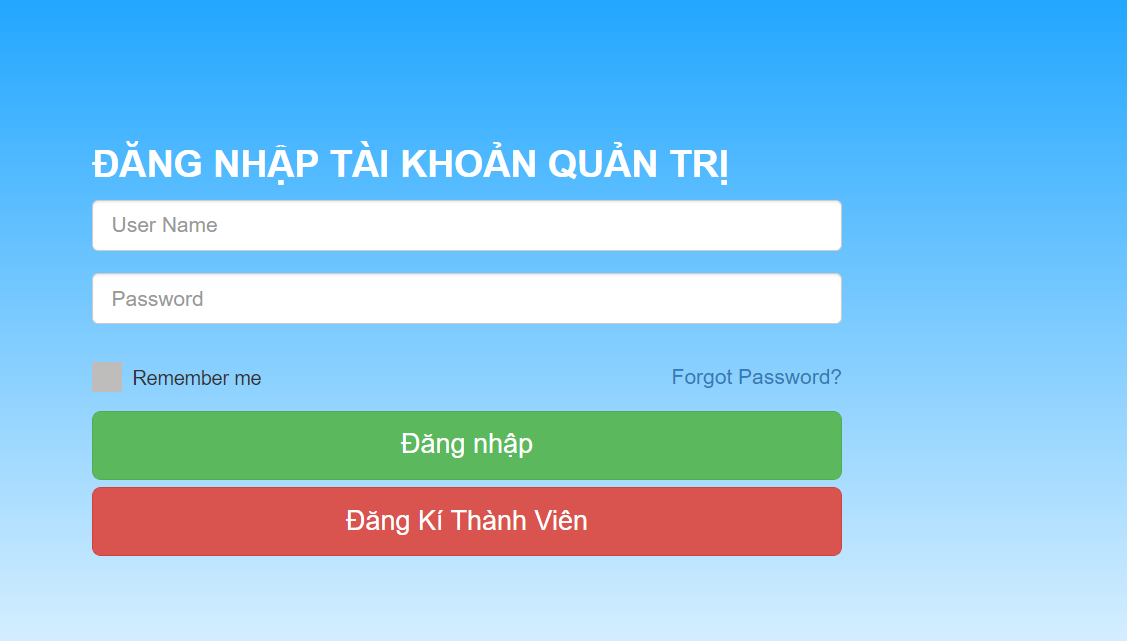 ĐĂNG NHẬP TÀI KHOẢN QUẢN TRỊ
User Name
Password
Remember me
Forgot Password?
Đăng nhập
Đăng Kí Thành Viên